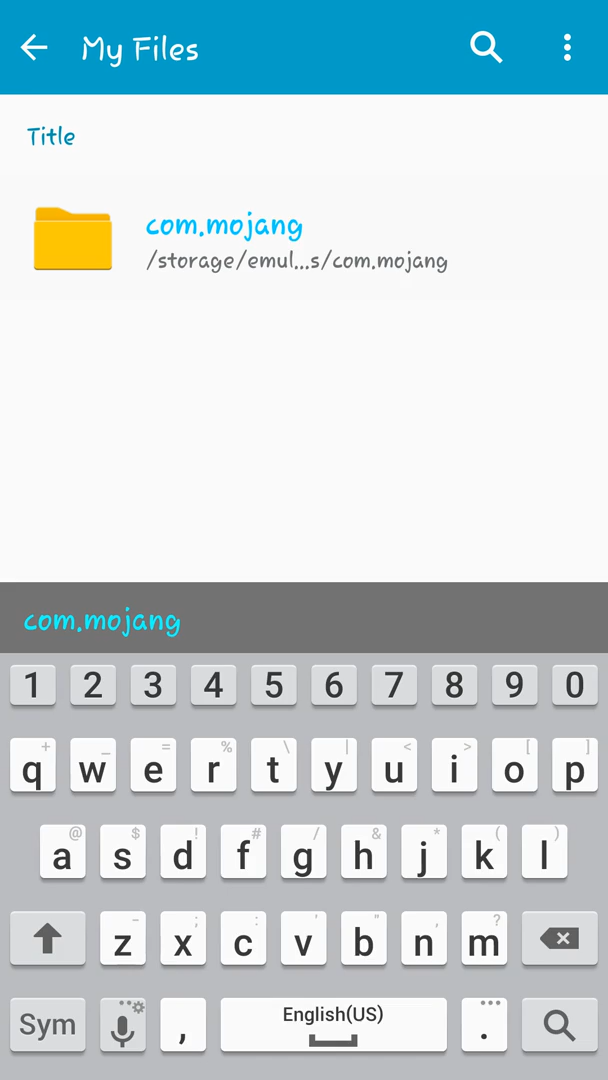 My Files
Title
com.mojang
/storage/emul...s/com.mojang
com.mojang
1 2 3 4 5 6 7 8 9 0
+ _ = % \ | < > [ ]
q w e r t y u i o p
@ $ ! # / & * ( )
a s d f g h j k l
- ; : ' " , ?
z x c v b n m
Sym , English(US) .